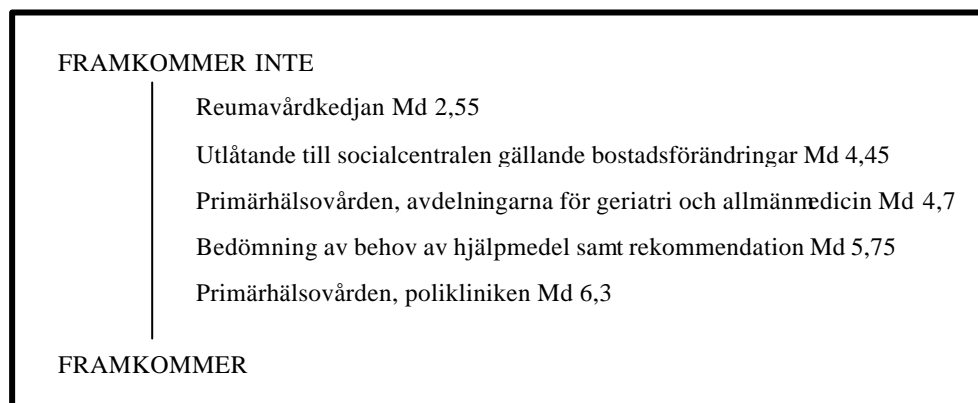 FRAMKOMMER INTE
Reumavårdkedjan Md 2,55
Utlåtande till socialcentralen gällande bostadsförändringar Md 4,45
Primärhälsovården, avdelningarna för geriatri och allmänmedicin Md 4,7
Bedömning av behov av hjälpmedel samt rekommendation Md 5,75
Primärhälsovården, polikliniken Md 6,3
FRAMKOMMER